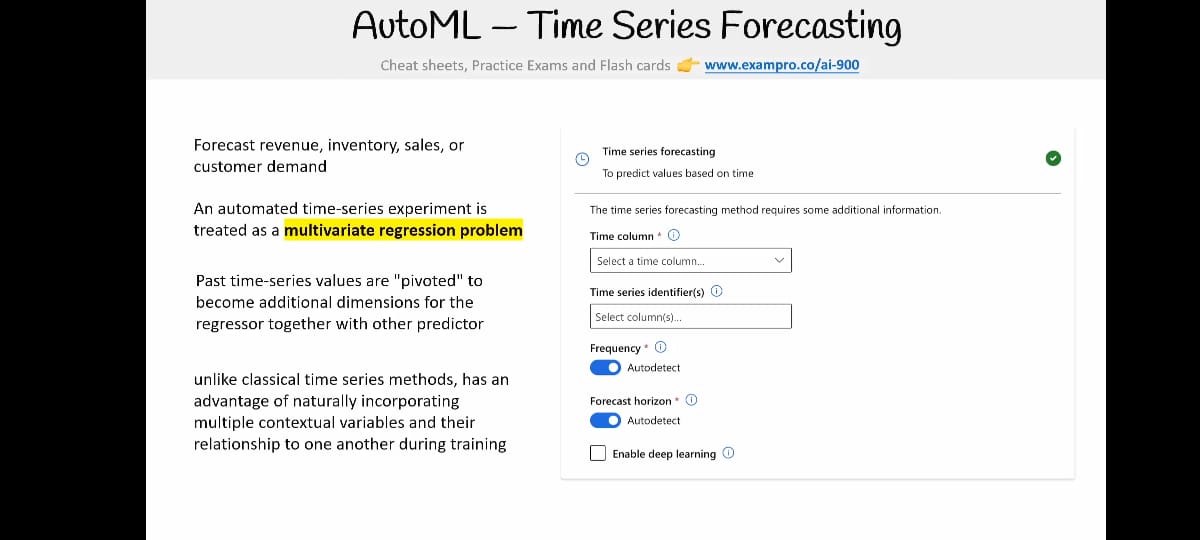 AutoML – Time Series Forecasting
Cheat sheets, Practice Exams and Flash cards 👉 www.exampro.co/ai-900
Forecast revenue, inventory, sales, or
customer demand
An automated time-series experiment is
treated as a multivariate regression problem
Past time-series values are "pivoted" to
become additional dimensions for the
regressor together with other predictor
unlike classical time series methods, has an
advantage of naturally incorporating
multiple contextual variables and their
relationship to one another during training
Time series forecasting
To predict values based on time
The time series forecasting method requires some additional information.
Time column *
Select a time column...
Time series identifier(s)
Select column(s)...
Frequency *
Autodetect
Forecast horizon *
Autodetect
Enable deep learning